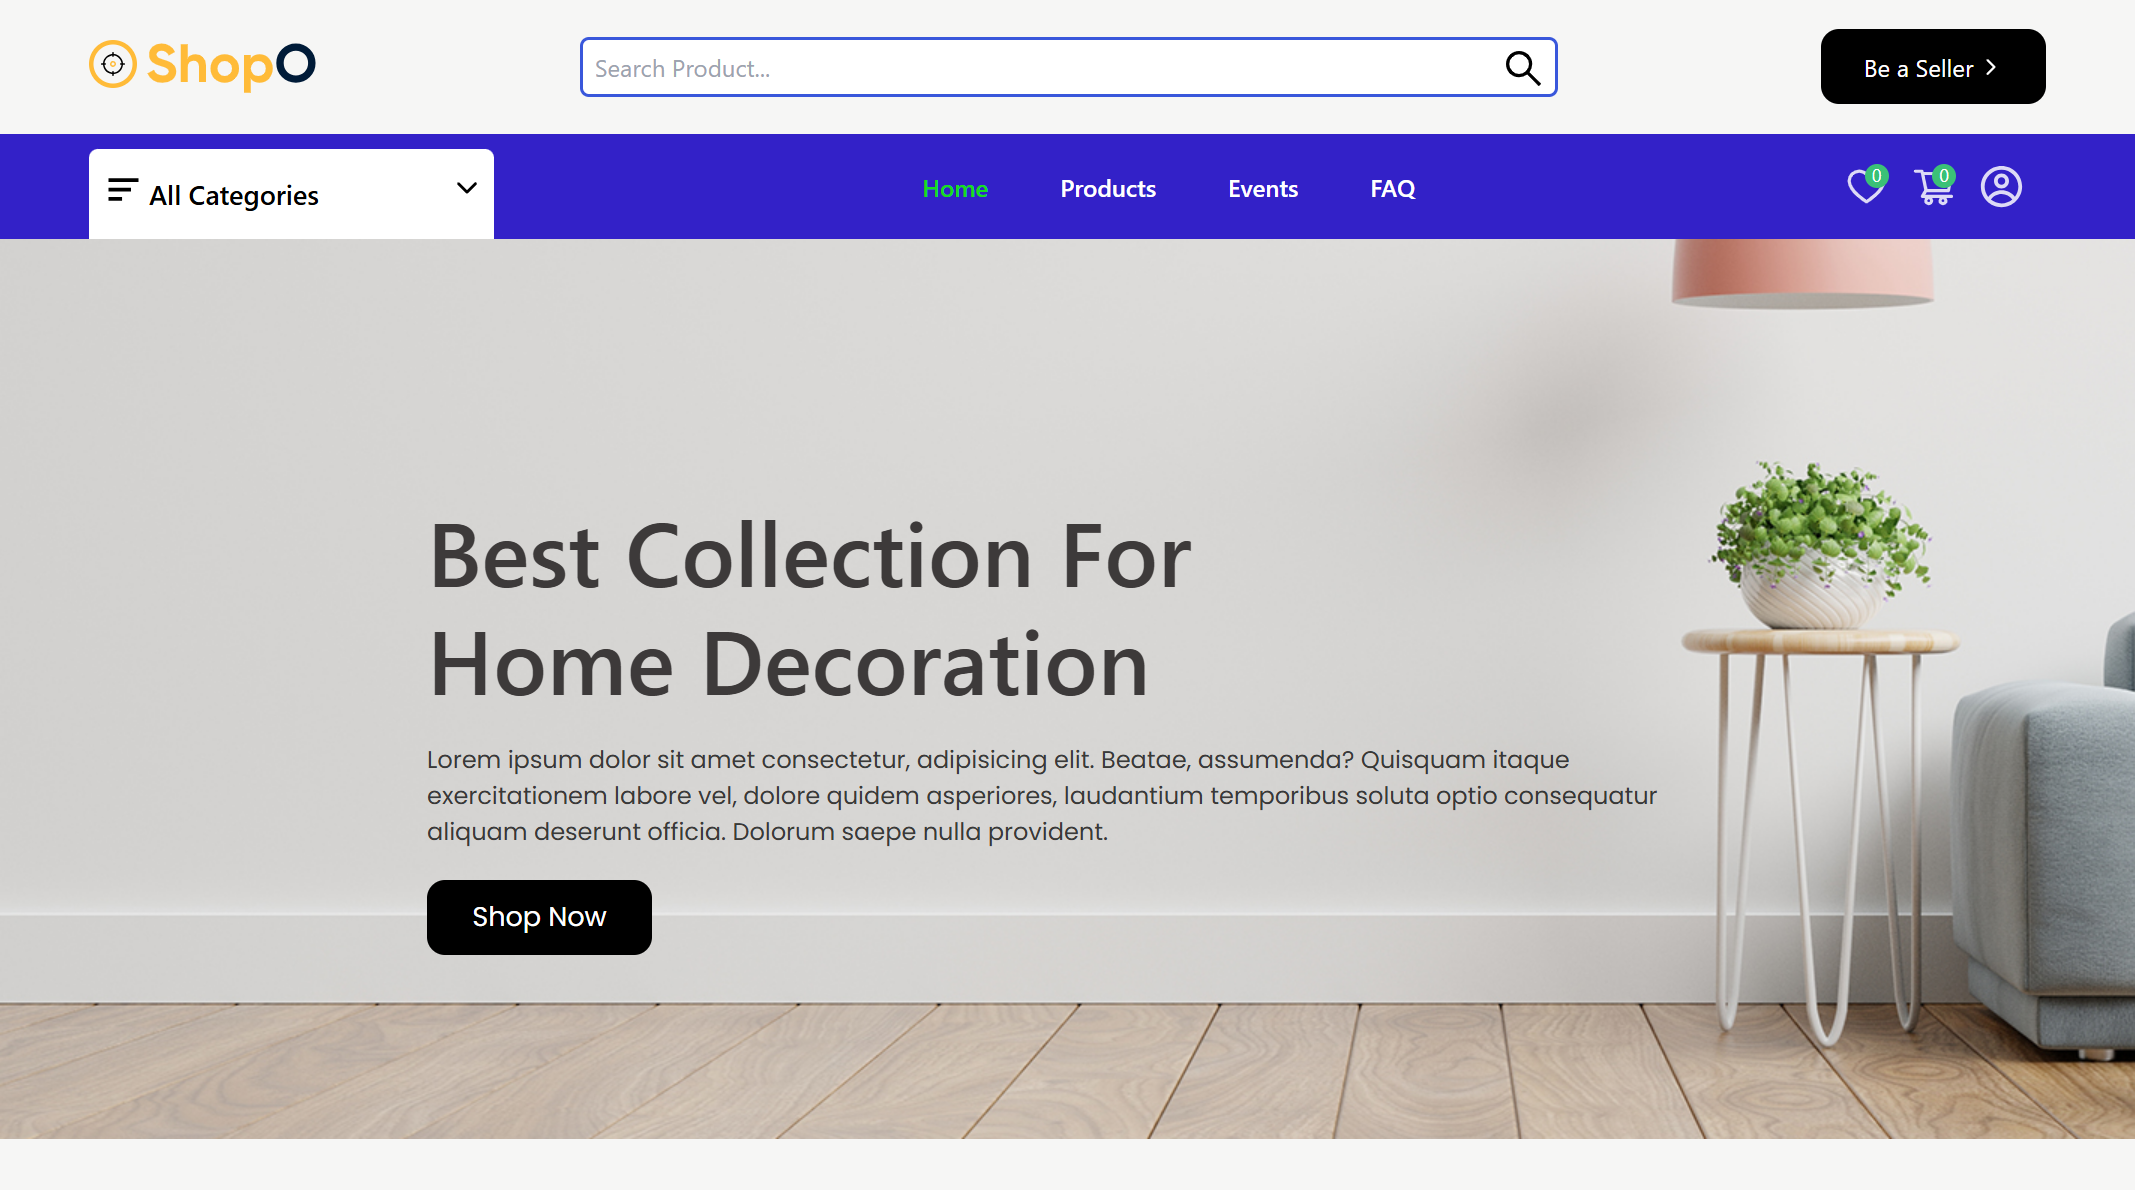 ShopO
Search Product...
Be a Seller
All Categories
Home
Products
Events
FAQ
0
0
Best Collection For
Home Decoration
Lorem ipsum dolor sit amet consectetur, adipisicing elit. Beatae, assumenda? Quisquam itaque
exercitationem labore vel, dolore quidem asperiores, laudantium temporibus soluta optio consequatur
aliquam deserunt officia. Dolorum saepe nulla provident.
Shop Now